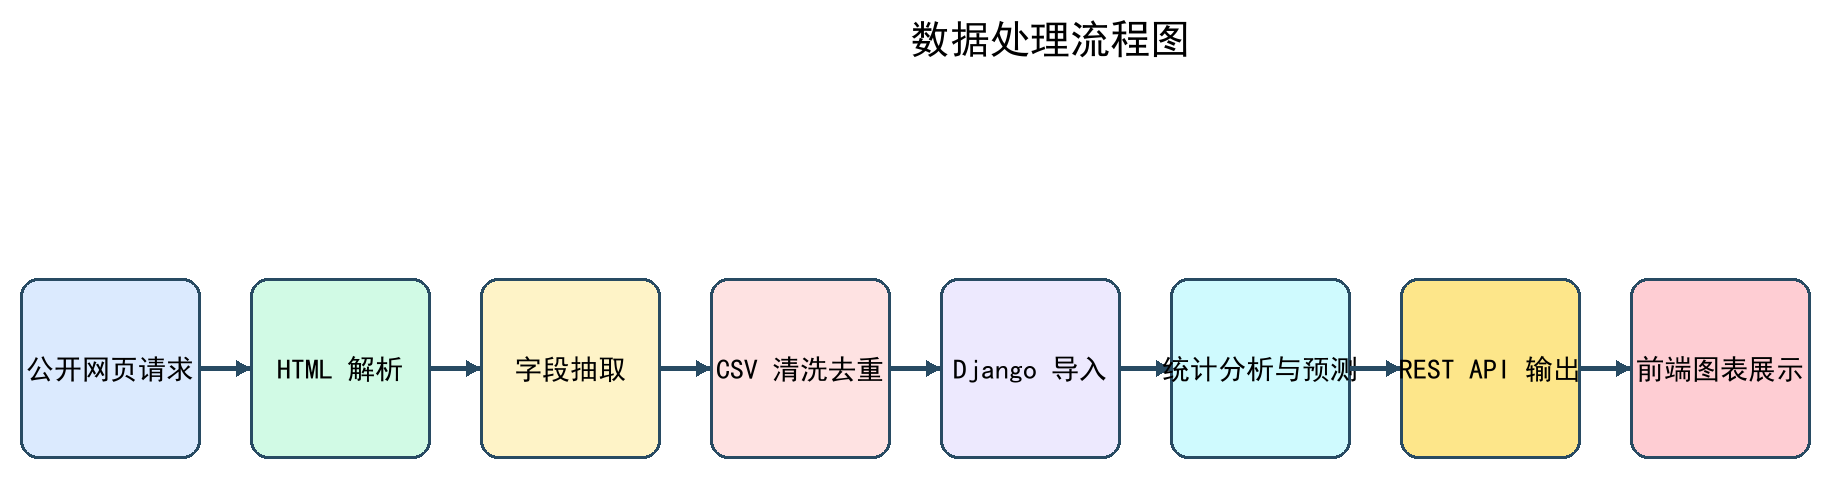 数据处理流程图
公开网页请求
HTML 解析
字段抽取
CSV 清洗去重
Django 导入
统计分析与预测
REST API 输出
前端图表展示